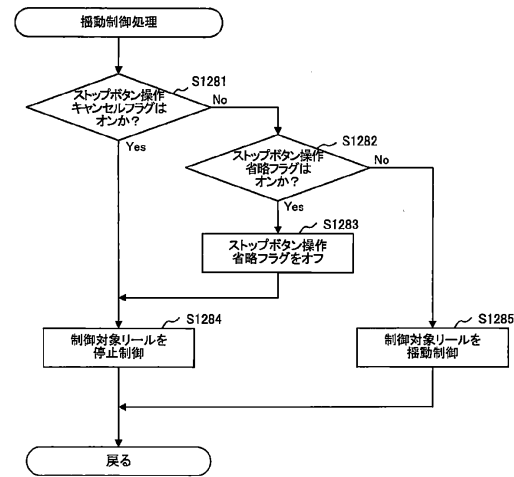 揺動制御処理
S1281
ストップボタン操作
キャンセルフラグは
オンか？
No
Yes
S1282
ストップボタン操作
省略フラグは
オンか？
No
Yes
S1283
ストップボタン操作
省略フラグをオフ
S1284
制御対象リールを
停止制御
S1285
制御対象リールを
揺動制御
戻る